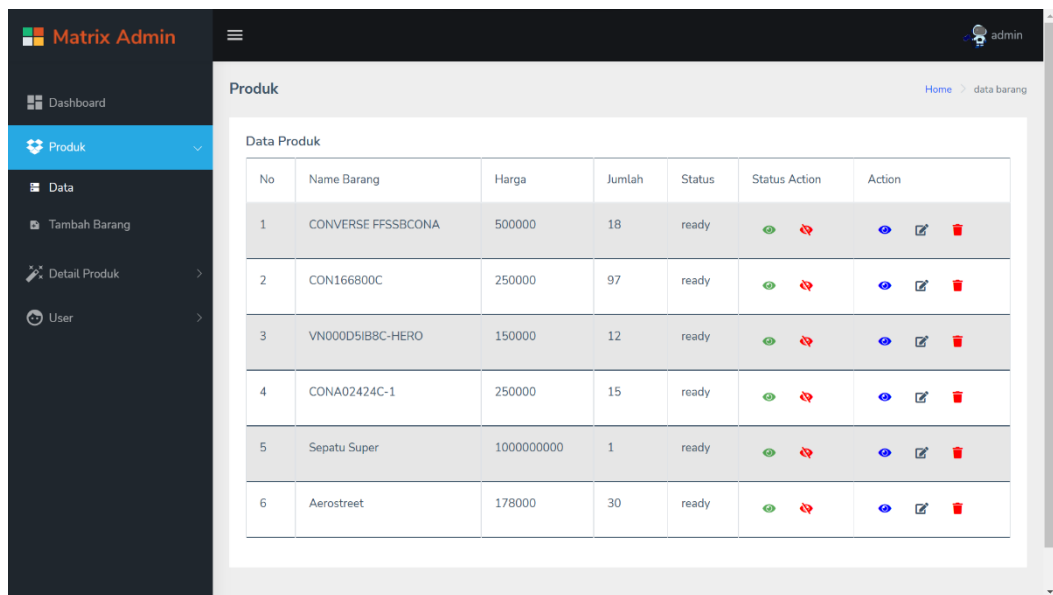 Matrix Admin
admin
Dashboard
Produk
Data
Tambah Barang
Detail Produk
User
Produk
Home > data barang
Data Produk
No Name Barang Harga Jumlah Status Status Action Action
1 CONVERSE FFSSBCONA 500000 18 ready
2 CON166800C 250000 97 ready
3 VN000D5IB8C-HERO 150000 12 ready
4 CONA02424C-1 250000 15 ready
5 Sepatu Super 1000000000 1 ready
6 Aerostreet 178000 30 ready